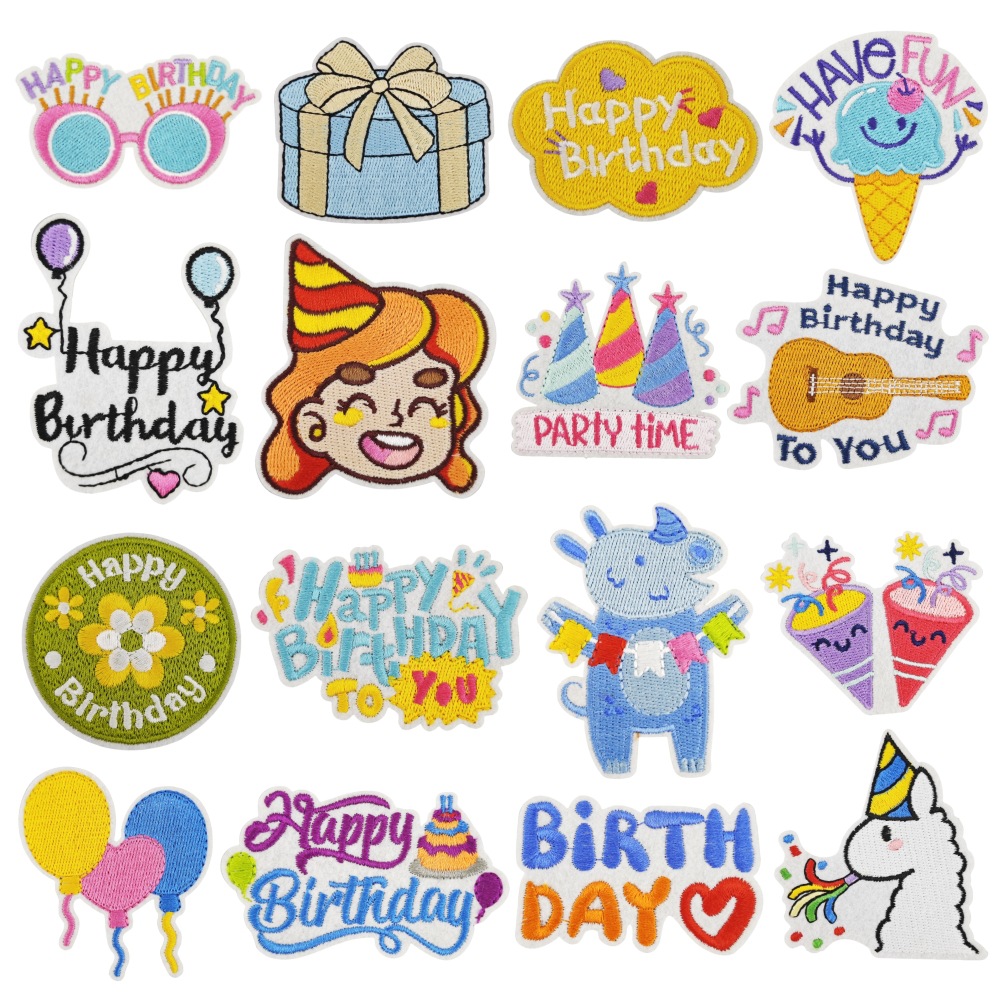 HAPPY BIRTHDAY
Happy
Birthday
HAVE FUN
Happy
Birthday
PARTY TIME
Happy
Birthday
To You
Happy
Birthday
HAPPY
BIRTHDAY
TO YOU
Happy
Birthday
BIRTH
DAY